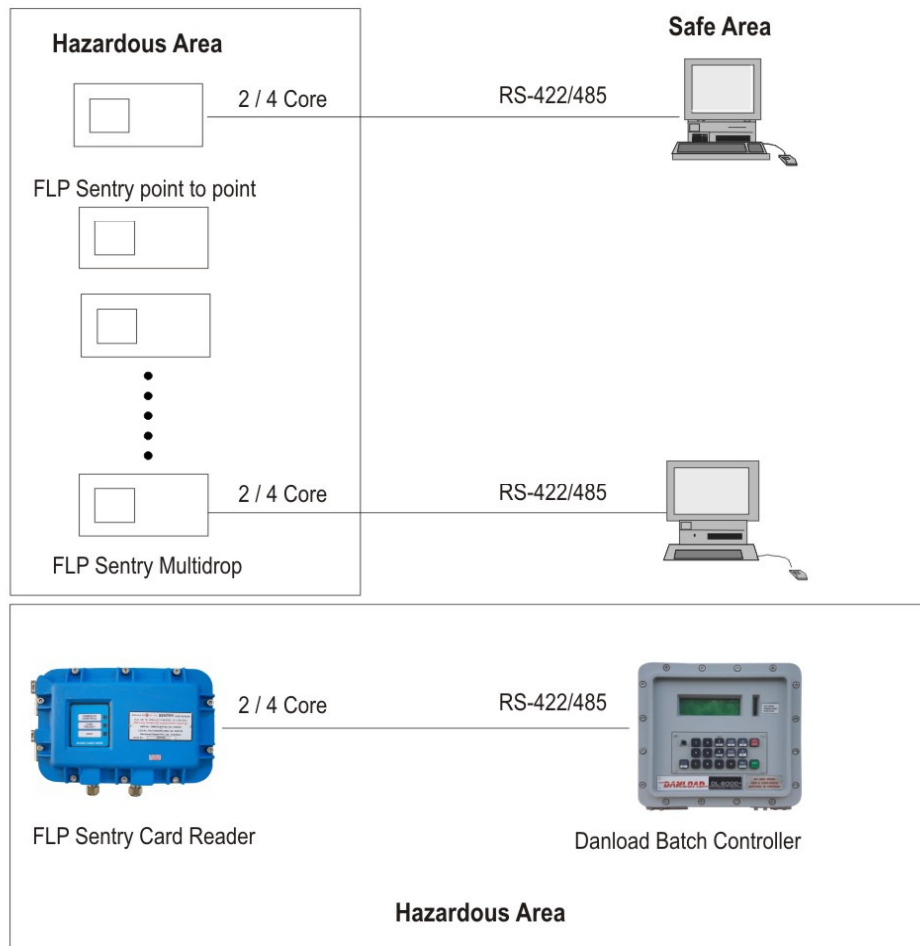 Hazardous Area
Safe Area
2 / 4 Core
RS-422/485
FLP Sentry point to point
2 / 4 Core
RS-422/485
FLP Sentry Multidrop
2 / 4 Core
RS-422/485
SENTRY
DANLOAD
FLP Sentry Card Reader
Danload Batch Controller
Hazardous Area